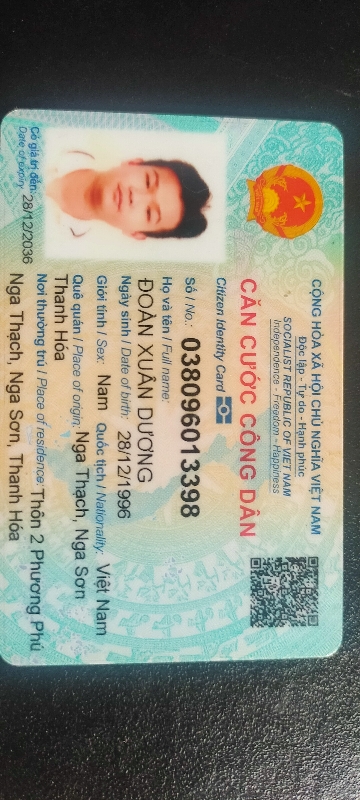 CỘNG HÒA XÃ HỘI CHỦ NGHĨA VIỆT NAM
Độc lập - Tự do - Hạnh phúc
SOCIALIST REPUBLIC OF VIET NAM
Independence - Freedom - Happiness
CĂN CƯỚC CÔNG DÂN
Citizen Identity Card
Số / No.: 038096013398
Họ và tên / Full name:
ĐOÀN XUÂN DƯƠNG
Ngày sinh / Date of birth: 28/12/1996
Giới tính / Sex: Nam Quốc tịch / Nationality: Việt Nam
Quê quán / Place of origin: Nga Thạch, Nga Sơn
Thanh Hóa
Nơi thường trú / Place of residence: Thôn 2 Phương Phú
Nga Thạch, Nga Sơn, Thanh Hóa
Có giá trị đến: 28/12/2036
Date of expiry